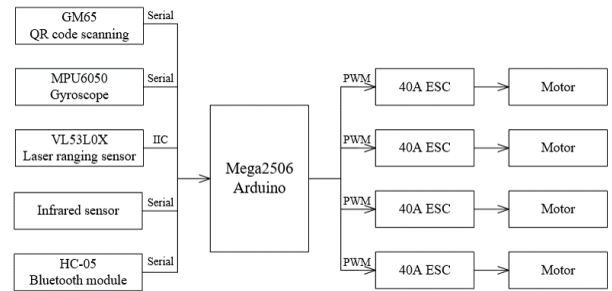 GM65
QR code scanning
Serial
MPU6050
Gyroscope
Serial
VL53L0X
Laser ranging sensor
IIC
Infrared sensor
Serial
HC-05
Bluetooth module
Serial
Mega2506
Arduino
PWM
40A ESC
Motor
PWM
40A ESC
Motor
PWM
40A ESC
Motor
PWM
40A ESC
Motor